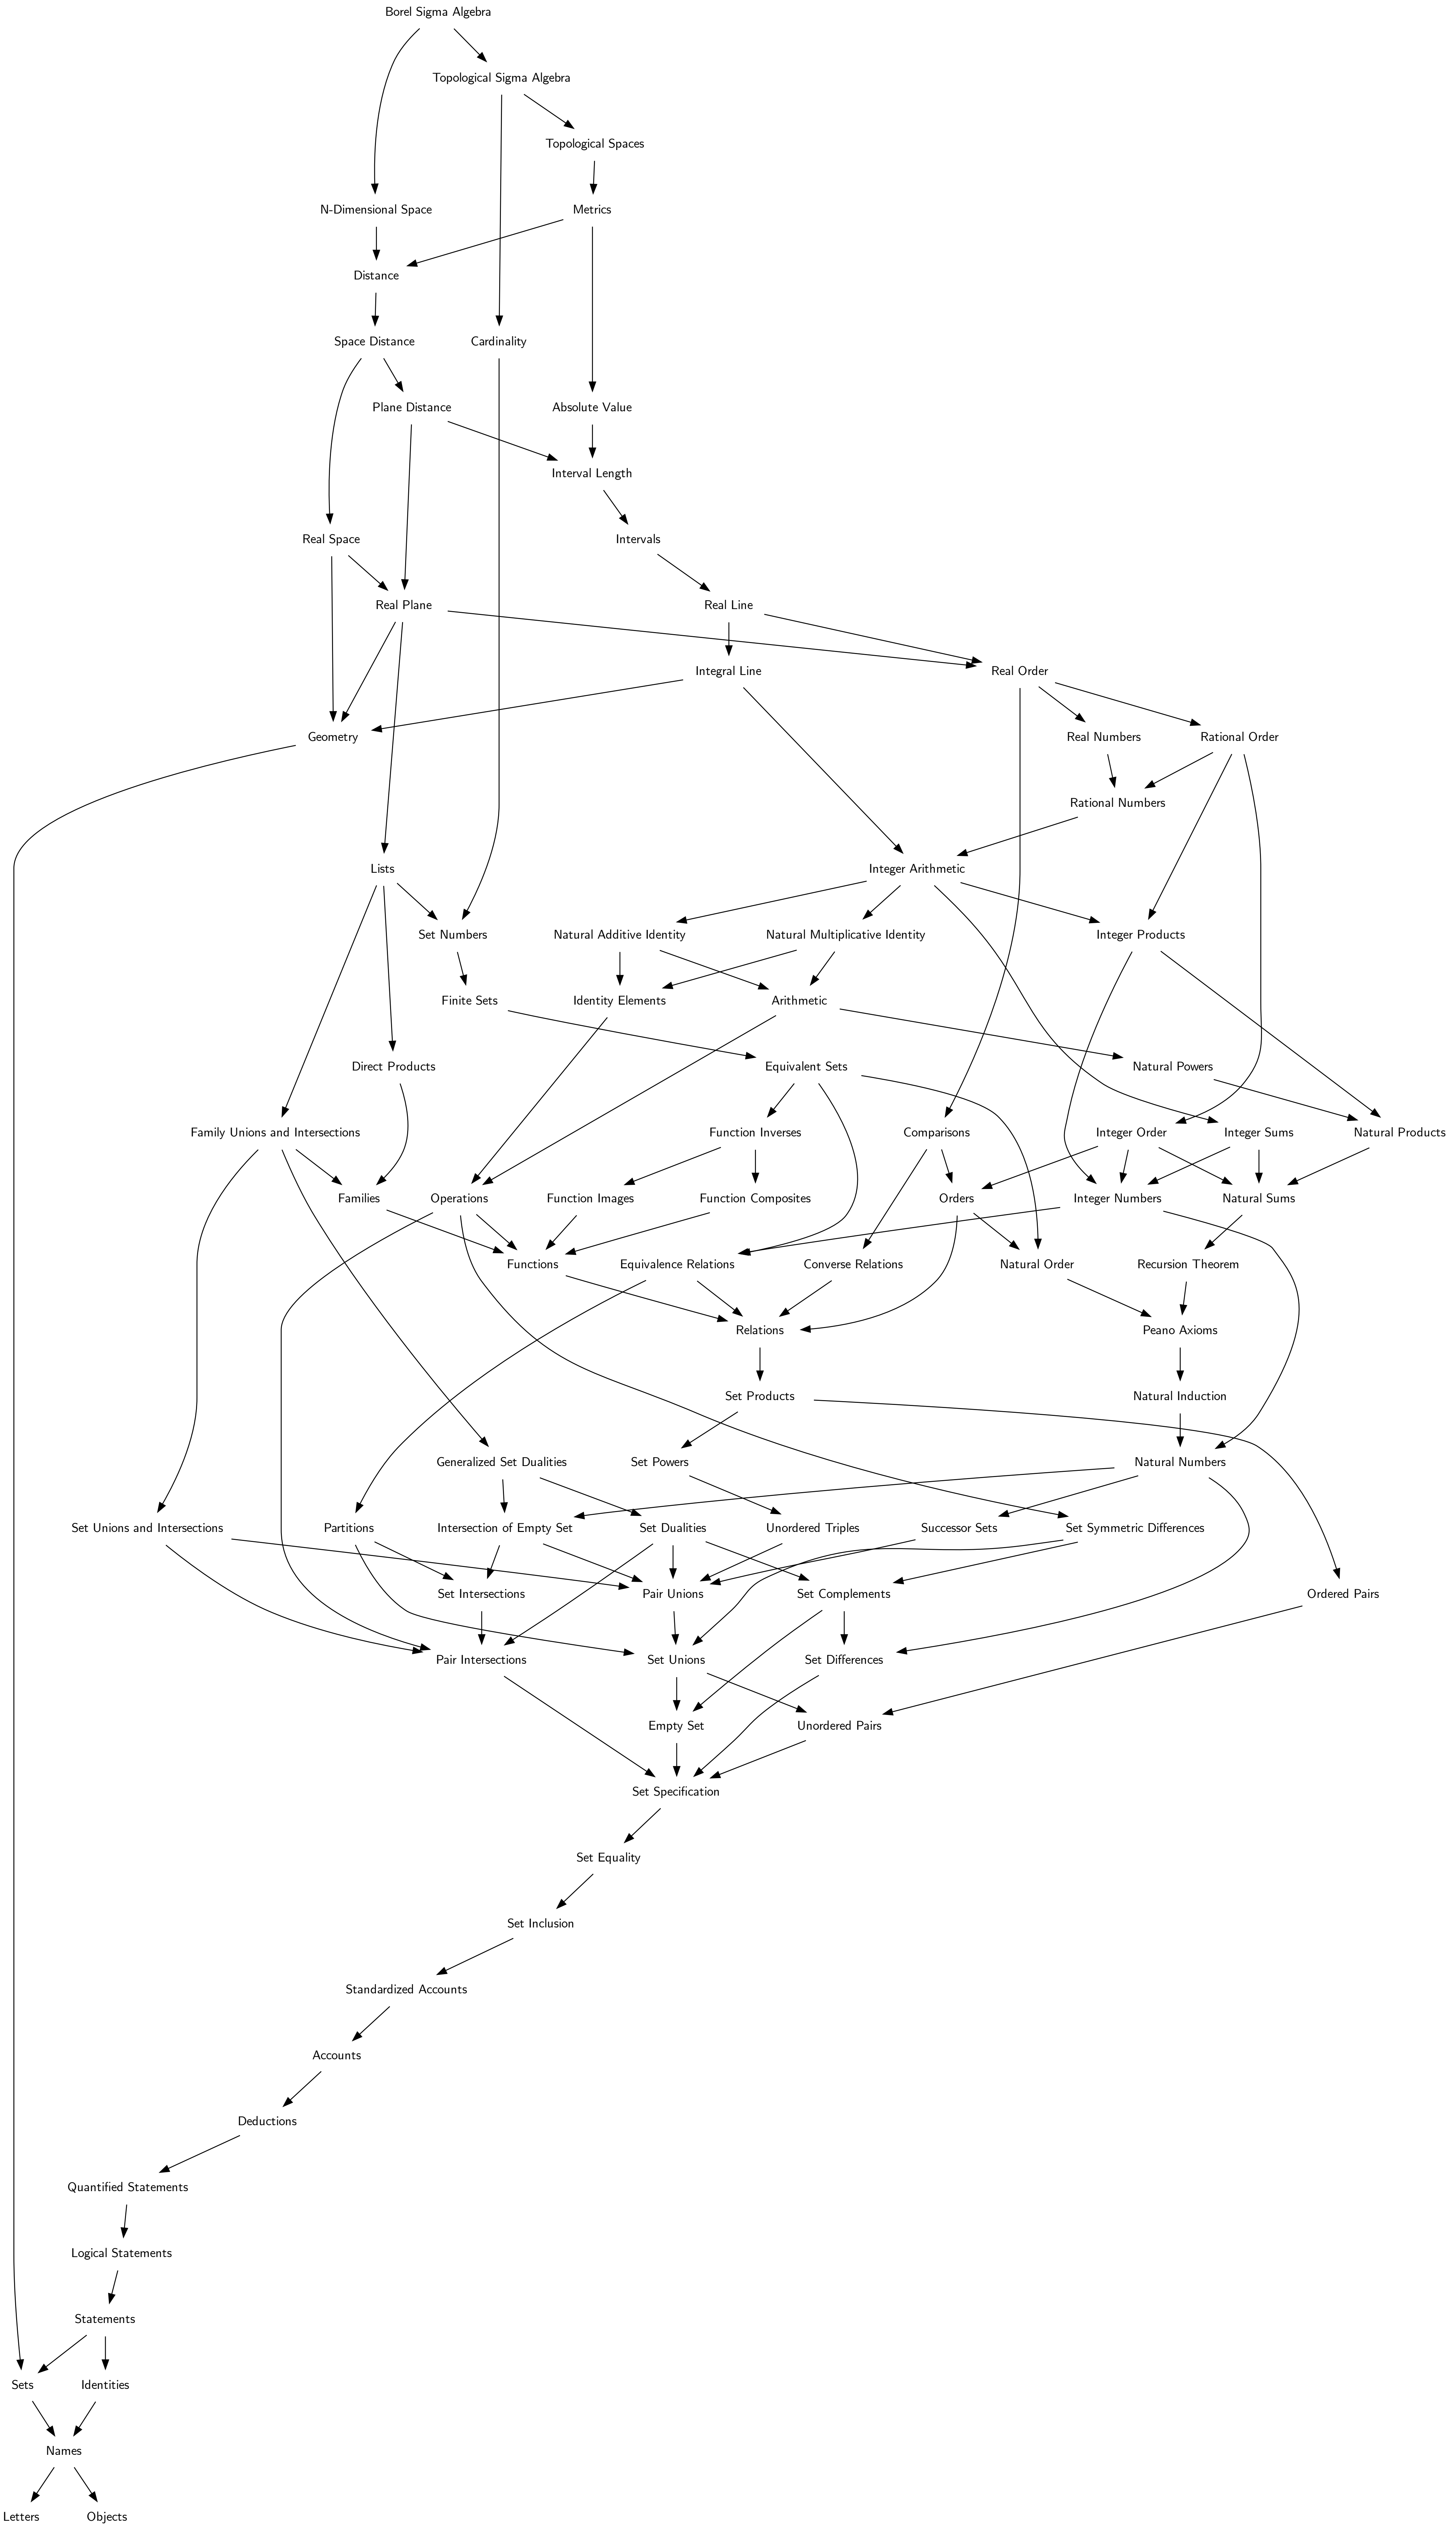 Borel Sigma Algebra
Topological Sigma Algebra
Topological Spaces
N-Dimensional Space
Metrics
Distance
Space Distance
Cardinality
Plane Distance
Absolute Value
Interval Length
Real Space
Intervals
Real Plane
Real Line
Integral Line
Real Order
Geometry
Real Numbers
Rational Order
Rational Numbers
Lists
Integer Arithmetic
Set Numbers
Natural Additive Identity
Natural Multiplicative Identity
Integer Products
Finite Sets
Identity Elements
Arithmetic
Direct Products
Equivalent Sets
Natural Powers
Family Unions and Intersections
Function Inverses
Comparisons
Integer Order
Integer Sums
Natural Products
Families
Operations
Function Images
Function Composites
Orders
Integer Numbers
Natural Sums
Functions
Equivalence Relations
Converse Relations
Natural Order
Recursion Theorem
Relations
Peano Axioms
Set Products
Natural Induction
Generalized Set Dualities
Set Powers
Natural Numbers
Set Unions and Intersections
Partitions
Intersection of Empty Set
Set Dualities
Unordered Triples
Successor Sets
Set Symmetric Differences
Set Intersections
Pair Unions
Set Complements
Ordered Pairs
Pair Intersections
Set Unions
Set Differences
Empty Set
Unordered Pairs
Set Specification
Set Equality
Set Inclusion
Standardized Accounts
Accounts
Deductions
Quantified Statements
Logical Statements
Statements
Sets
Identities
Names
Letters
Objects